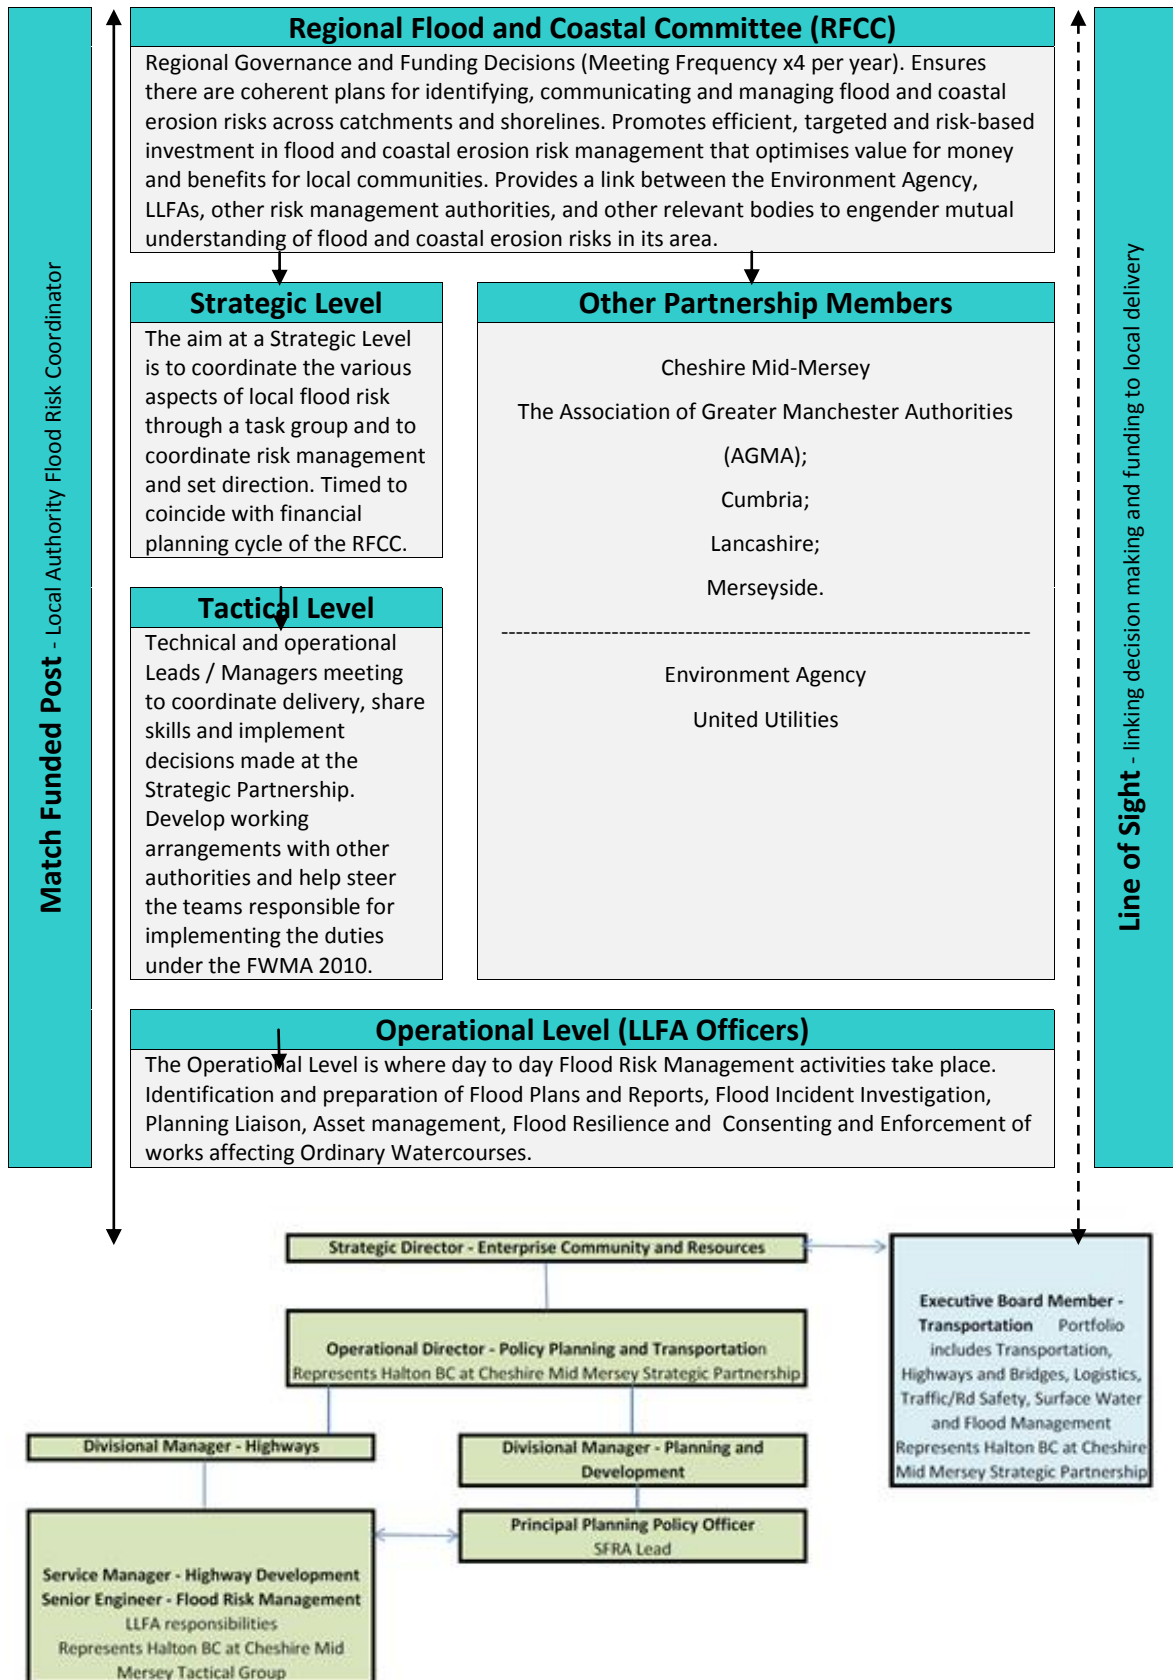 Match Funded Post - Local Authority Flood Risk Coordinator
Regional Flood and Coastal Committee (RFCC)
Regional Governance and Funding Decisions (Meeting Frequency x4 per year). Ensures
there are coherent plans for identifying, communicating and managing flood and coastal
erosion risks across catchments and shorelines. Promotes efficient, targeted and risk-based
investment in flood and coastal erosion risk management that optimises value for money
and benefits for local communities. Provides a link between the Environment Agency,
LLFAs, other risk management authorities, and other relevant bodies to engender mutual
understanding of flood and coastal erosion risks in its area.
Strategic Level
The aim at a Strategic Level
is to coordinate the various
aspects of local flood risk
through a task group and to
coordinate risk management
and set direction. Timed to
coincide with financial
planning cycle of the RFCC.
Tactical Level
Technical and operational
Leads / Managers meeting
to coordinate delivery, share
skills and implement
decisions made at the
Strategic Partnership.
Develop working
arrangements with other
authorities and help steer
the teams responsible for
implementing the duties
under the FWMA 2010.
Other Partnership Members
Cheshire Mid-Mersey
The Association of Greater Manchester Authorities
(AGMA);
Cumbria;
Lancashire;
Merseyside.
------------------------------------------------------------------------
Environment Agency
United Utilities
Operational Level (LLFA Officers)
The Operational Level is where day to day Flood Risk Management activities take place.
Identification and preparation of Flood Plans and Reports, Flood Incident Investigation,
Planning Liaison, Asset management, Flood Resilience and  Consenting and Enforcement of
works affecting Ordinary Watercourses.
Line of Sight - linking decision making and funding to local delivery
Strategic Director - Enterprise Community and Resources
Operational Director - Policy Planning and Transportation
Represents Halton BC at Cheshire Mid Mersey Strategic Partnership
Executive Board Member -
Transportation    Portfolio
includes Transportation,
Highways and Bridges, Logistics,
Traffic/Rd Safety, Surface Water
and Flood Management
Represents Halton BC at Cheshire
Mid Mersey Strategic Partnership
Divisional Manager - Highways
Divisional Manager - Planning and
Development
Principal Planning Policy Officer
SFRA Lead
Service Manager - Highway Development
Senior Engineer - Flood Risk Management
LLFA responsibilities
Represents Halton BC at Cheshire Mid
Mersey Tactical Group